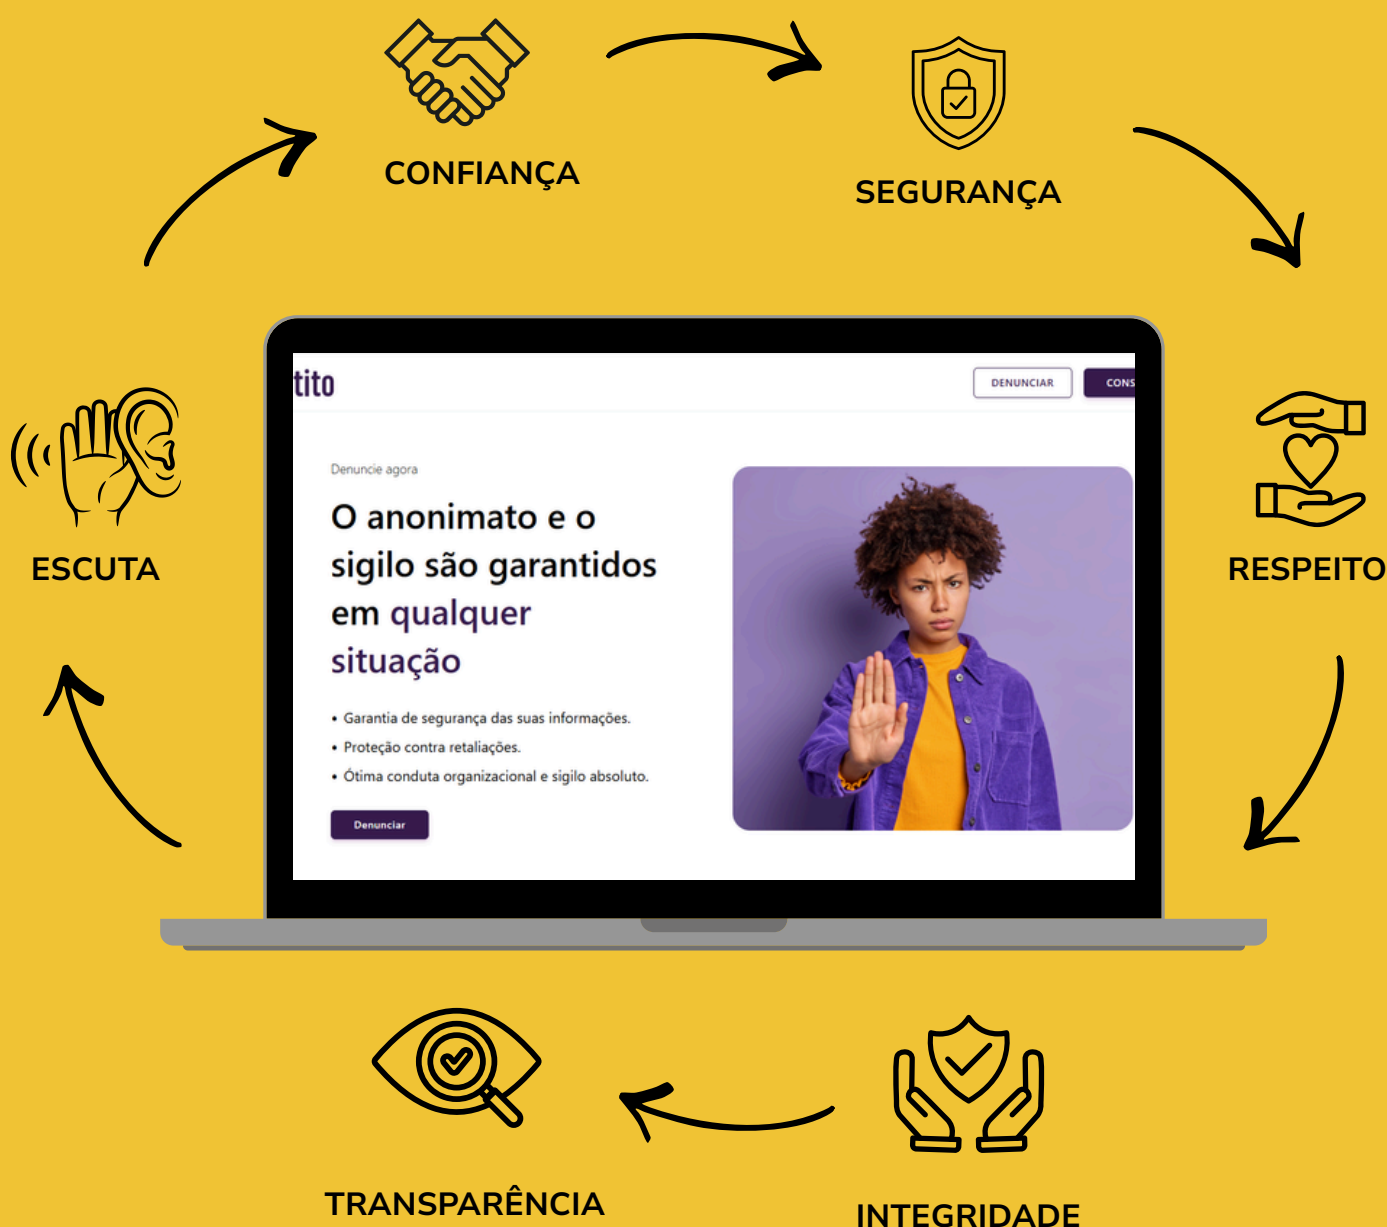 CONFIANÇA
SEGURANÇA
tito
DENUNCIAR
CONS
Denuncie agora
O anonimato e o
sigilo são garantidos
em qualquer
situação
• Garantia de segurança das suas informações.
• Proteção contra retaliações.
• Ótima conduta organizacional e sigilo absoluto.
Denunciar
ESCUTA
RESPEITO
TRANSPARÊNCIA
INTEGRIDADE